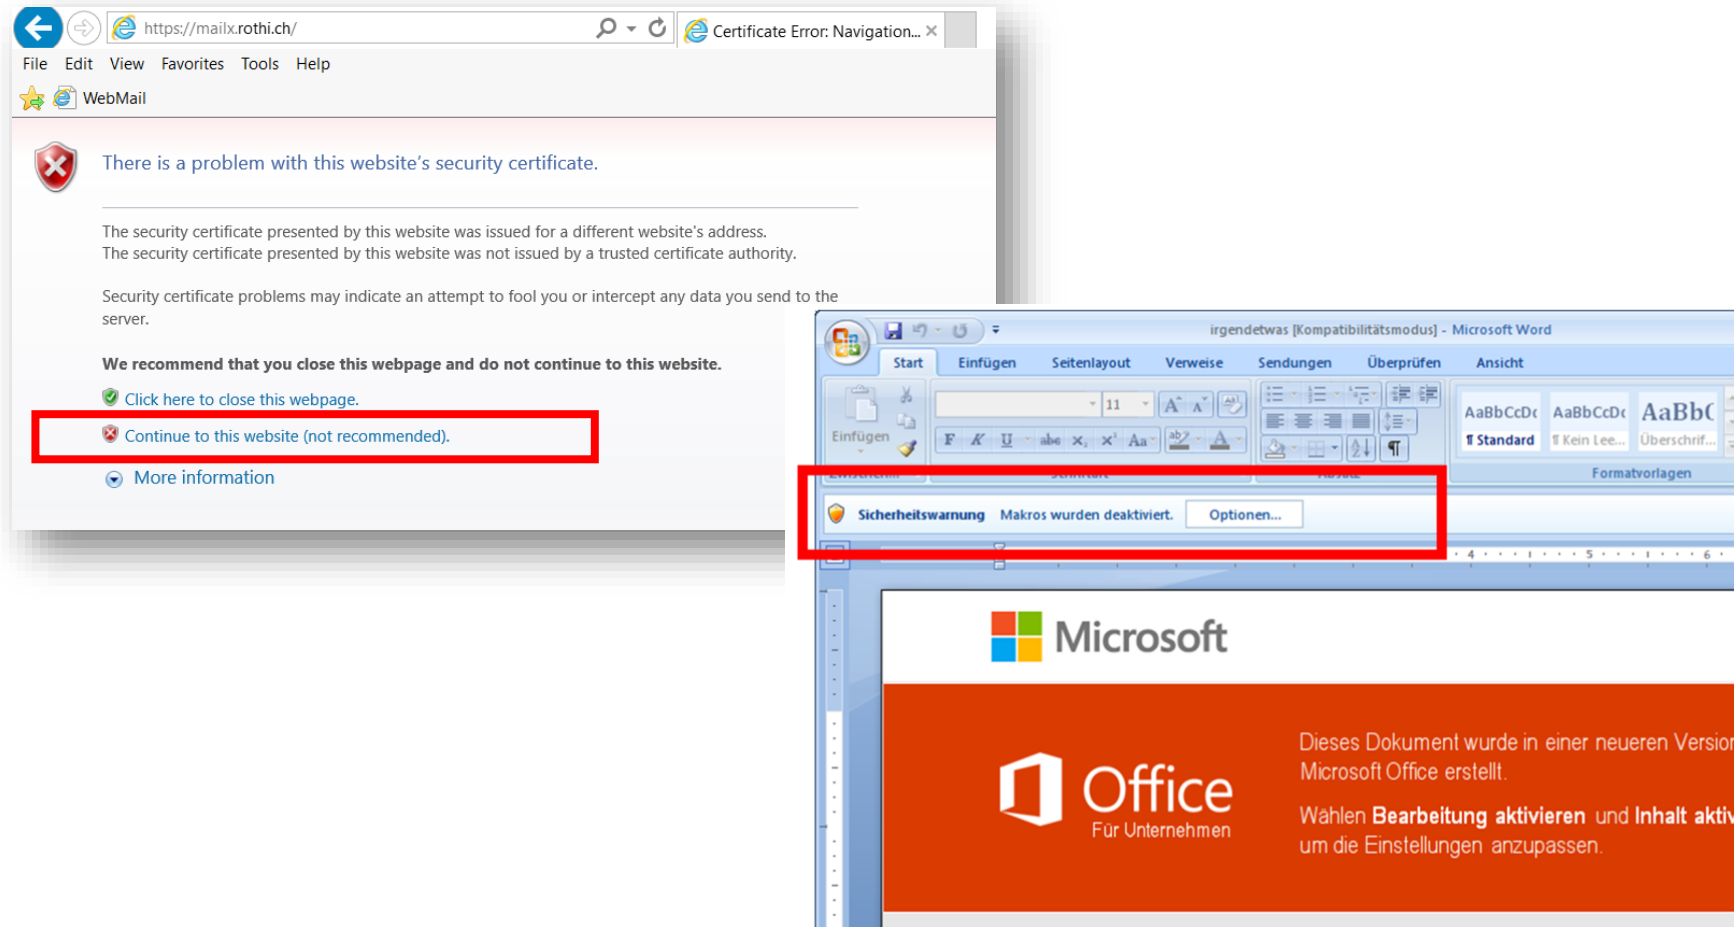 https://mailx.rothi.ch/
Certificate Error: Navigation...
File Edit View Favorites Tools Help
WebMail
There is a problem with this website's security certificate.
The security certificate presented by this website was issued for a different website's address.
The security certificate presented by this website was not issued by a trusted certificate authority.
Security certificate problems may indicate an attempt to fool you or intercept any data you send to the
server.
We recommend that you close this webpage and do not continue to this website.
Click here to close this webpage.
Continue to this website (not recommended).
More information
irgendetwas [Kompatibilitätsmodus] - Microsoft Word
Start Einfügen Seitenlayout Verweise Sendungen Überprüfen Ansicht
11
AaBbCcDc AaBbCcDc AaBbC
Einfügen
F K U abc x, x² Aa
¶ Standard ¶ Kein Lee... Überschrif...
Formatvorlagen
Sicherheitswarnung Makros wurden deaktiviert. Optionen...
4 5 6
Microsoft
Dieses Dokument wurde in einer neueren Version
Microsoft Office erstellt.
Office
Für Unternehmen
Wählen Bearbeitung aktivieren und Inhalt aktiv
um die Einstellungen anzupassen.